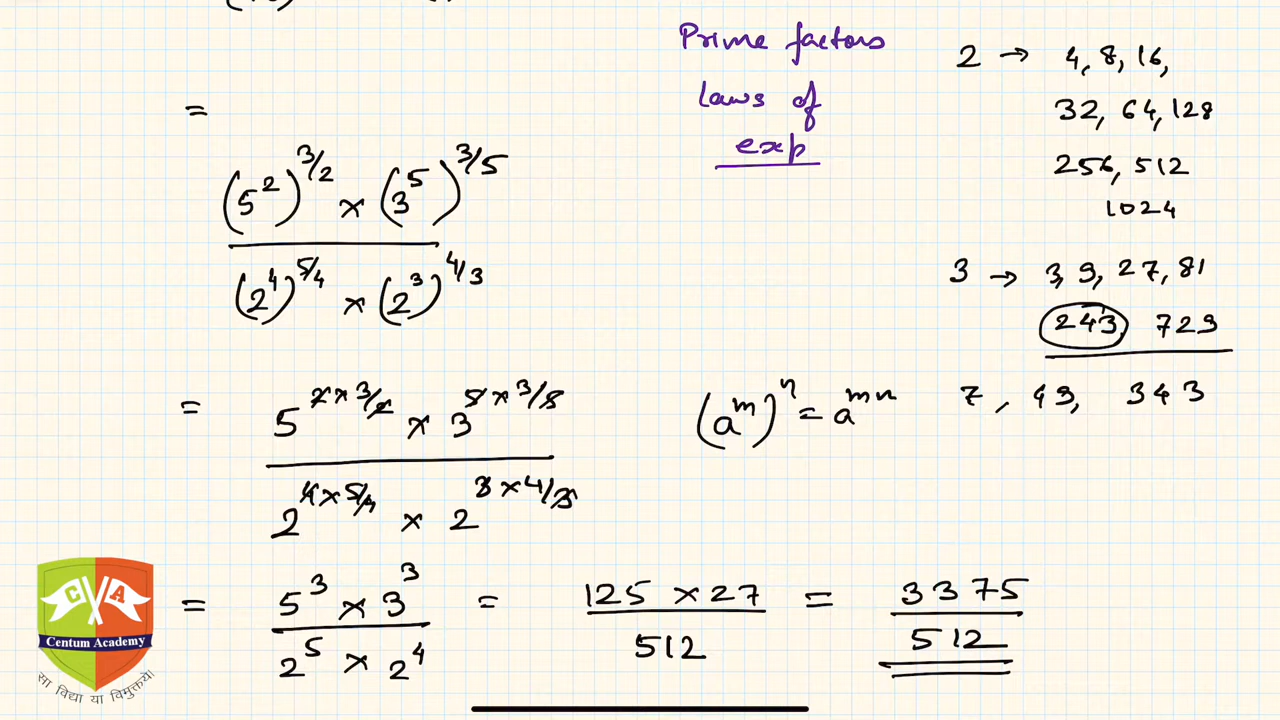 Prime factors
laws of
exp
2 → 4, 8, 16,
32, 64, 128
256, 512
1024
3 → 3, 9, 27, 81
243 729
7, 49, 343
=
(5^2)^3/2 × (3^5)^3/5
(2^4)^5/4 × (2^3)^4/3
= 5^2×3/2 × 3^5×3/5
2^4×5/4 × 2^3×4/3
(a^m)^n = a^mn
= 5^3 × 3^3 = 125 × 27 = 3375
2^5 × 2^4 512 512
C A
Centum Academy
सा विद्या या विमुक्तये।